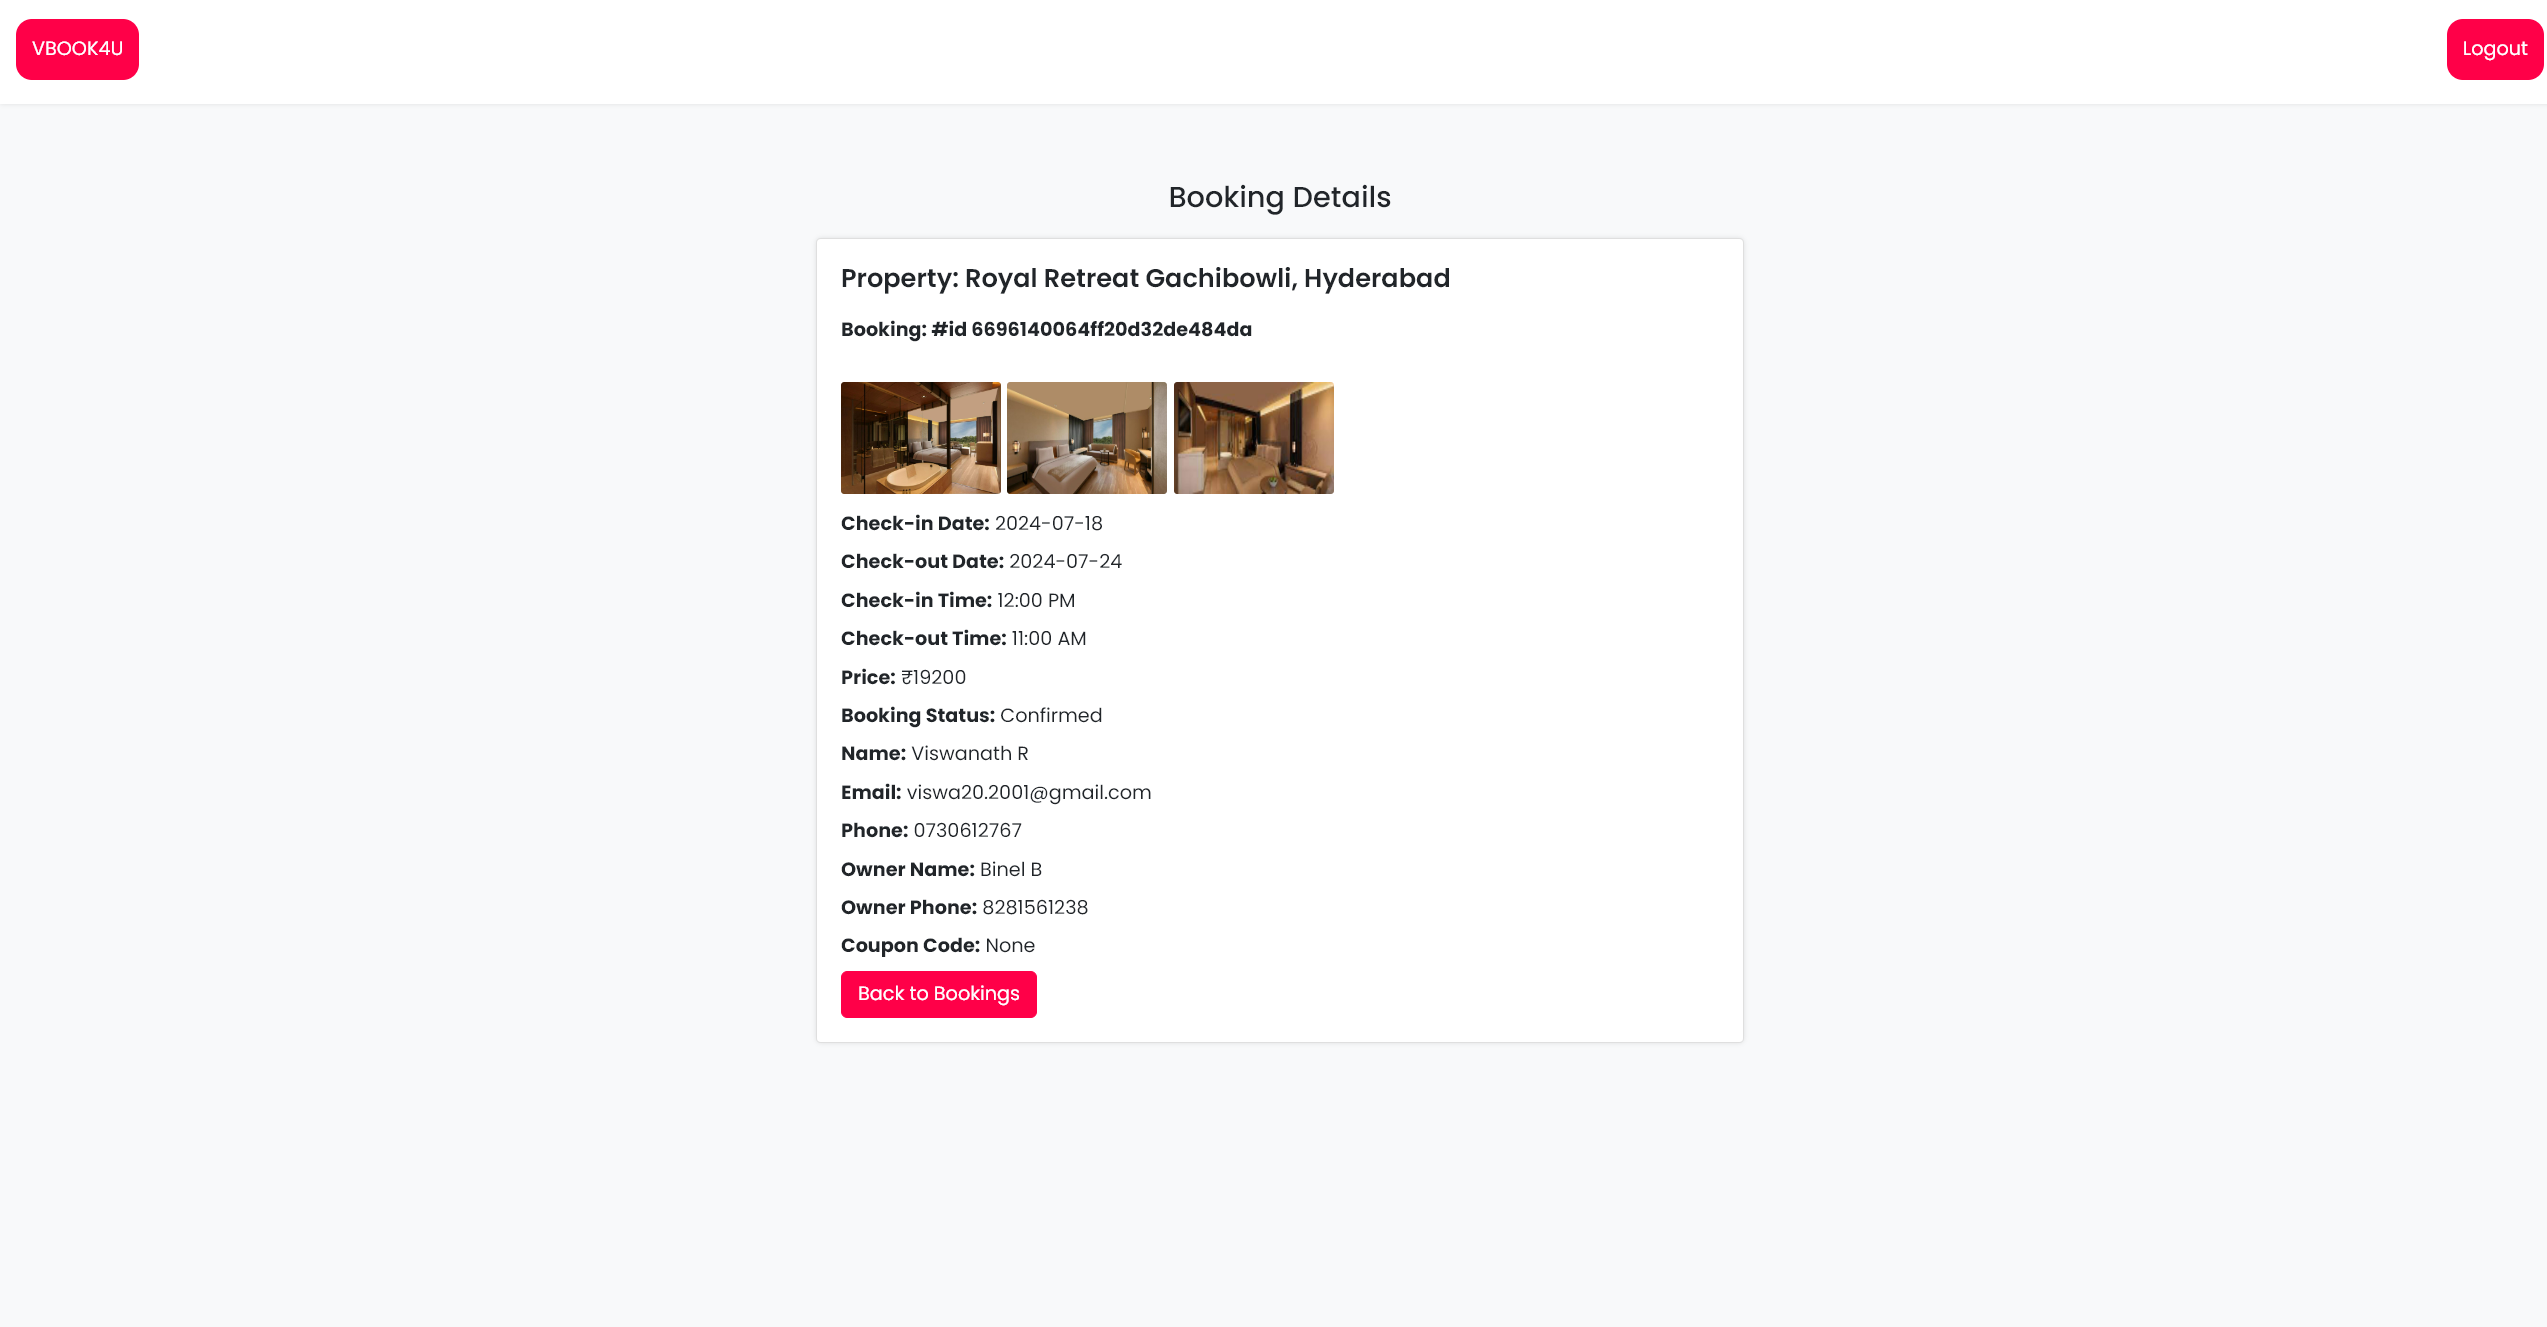 VBOOK4U
Logout
Booking Details
Property: Royal Retreat Gachibowli, Hyderabad
Booking: #id 6696140064ff20d32de484da
Check-in Date: 2024-07-18
Check-out Date: 2024-07-24
Check-in Time: 12:00 PM
Check-out Time: 11:00 AM
Price: ₹19200
Booking Status: Confirmed
Name: Viswanath R
Email: viswa20.2001@gmail.com
Phone: 0730612767
Owner Name: Binel B
Owner Phone: 8281561238
Coupon Code: None
Back to Bookings